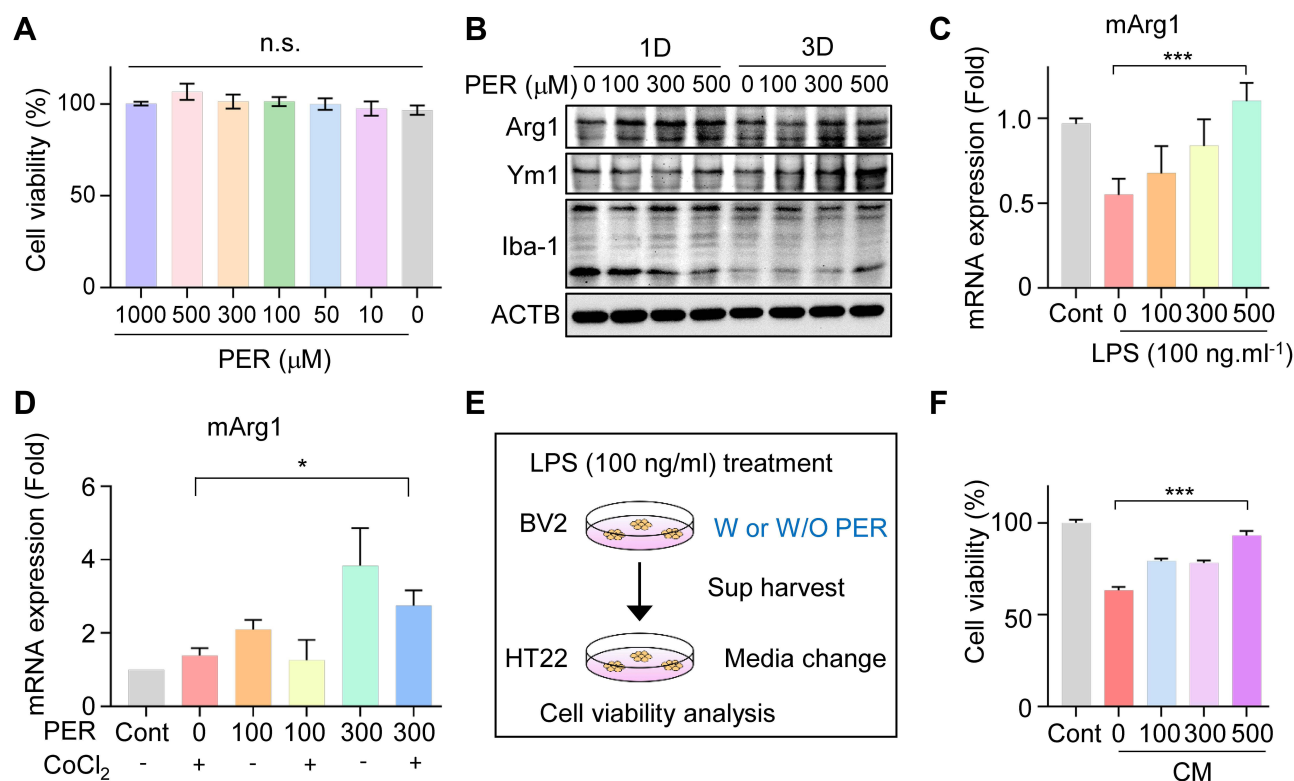 A
n.s.
Cell viability (%)
100
50
0
1000 500 300 100 50 10 0
PER (μM)
B
1D 3D
PER (μM) 0 100 300 500 0 100 300 500
Arg1
Ym1
Iba-1
ACTB
C
mArg1
***
mRNA expression (Fold)
1.0
0.5
0
Cont 0 100 300 500
LPS (100 ng.ml-1)
D
mArg1
*
mRNA expression (Fold)
6
4
2
0
PER Cont 0 100 100 300 300
CoCl2 - + - + - +
E
LPS (100 ng/ml) treatment
BV2 W or W/O PER
Sup harvest
HT22 Media change
Cell viability analysis
F
***
Cell viability (%)
100
50
0
Cont 0 100 300 500
CM